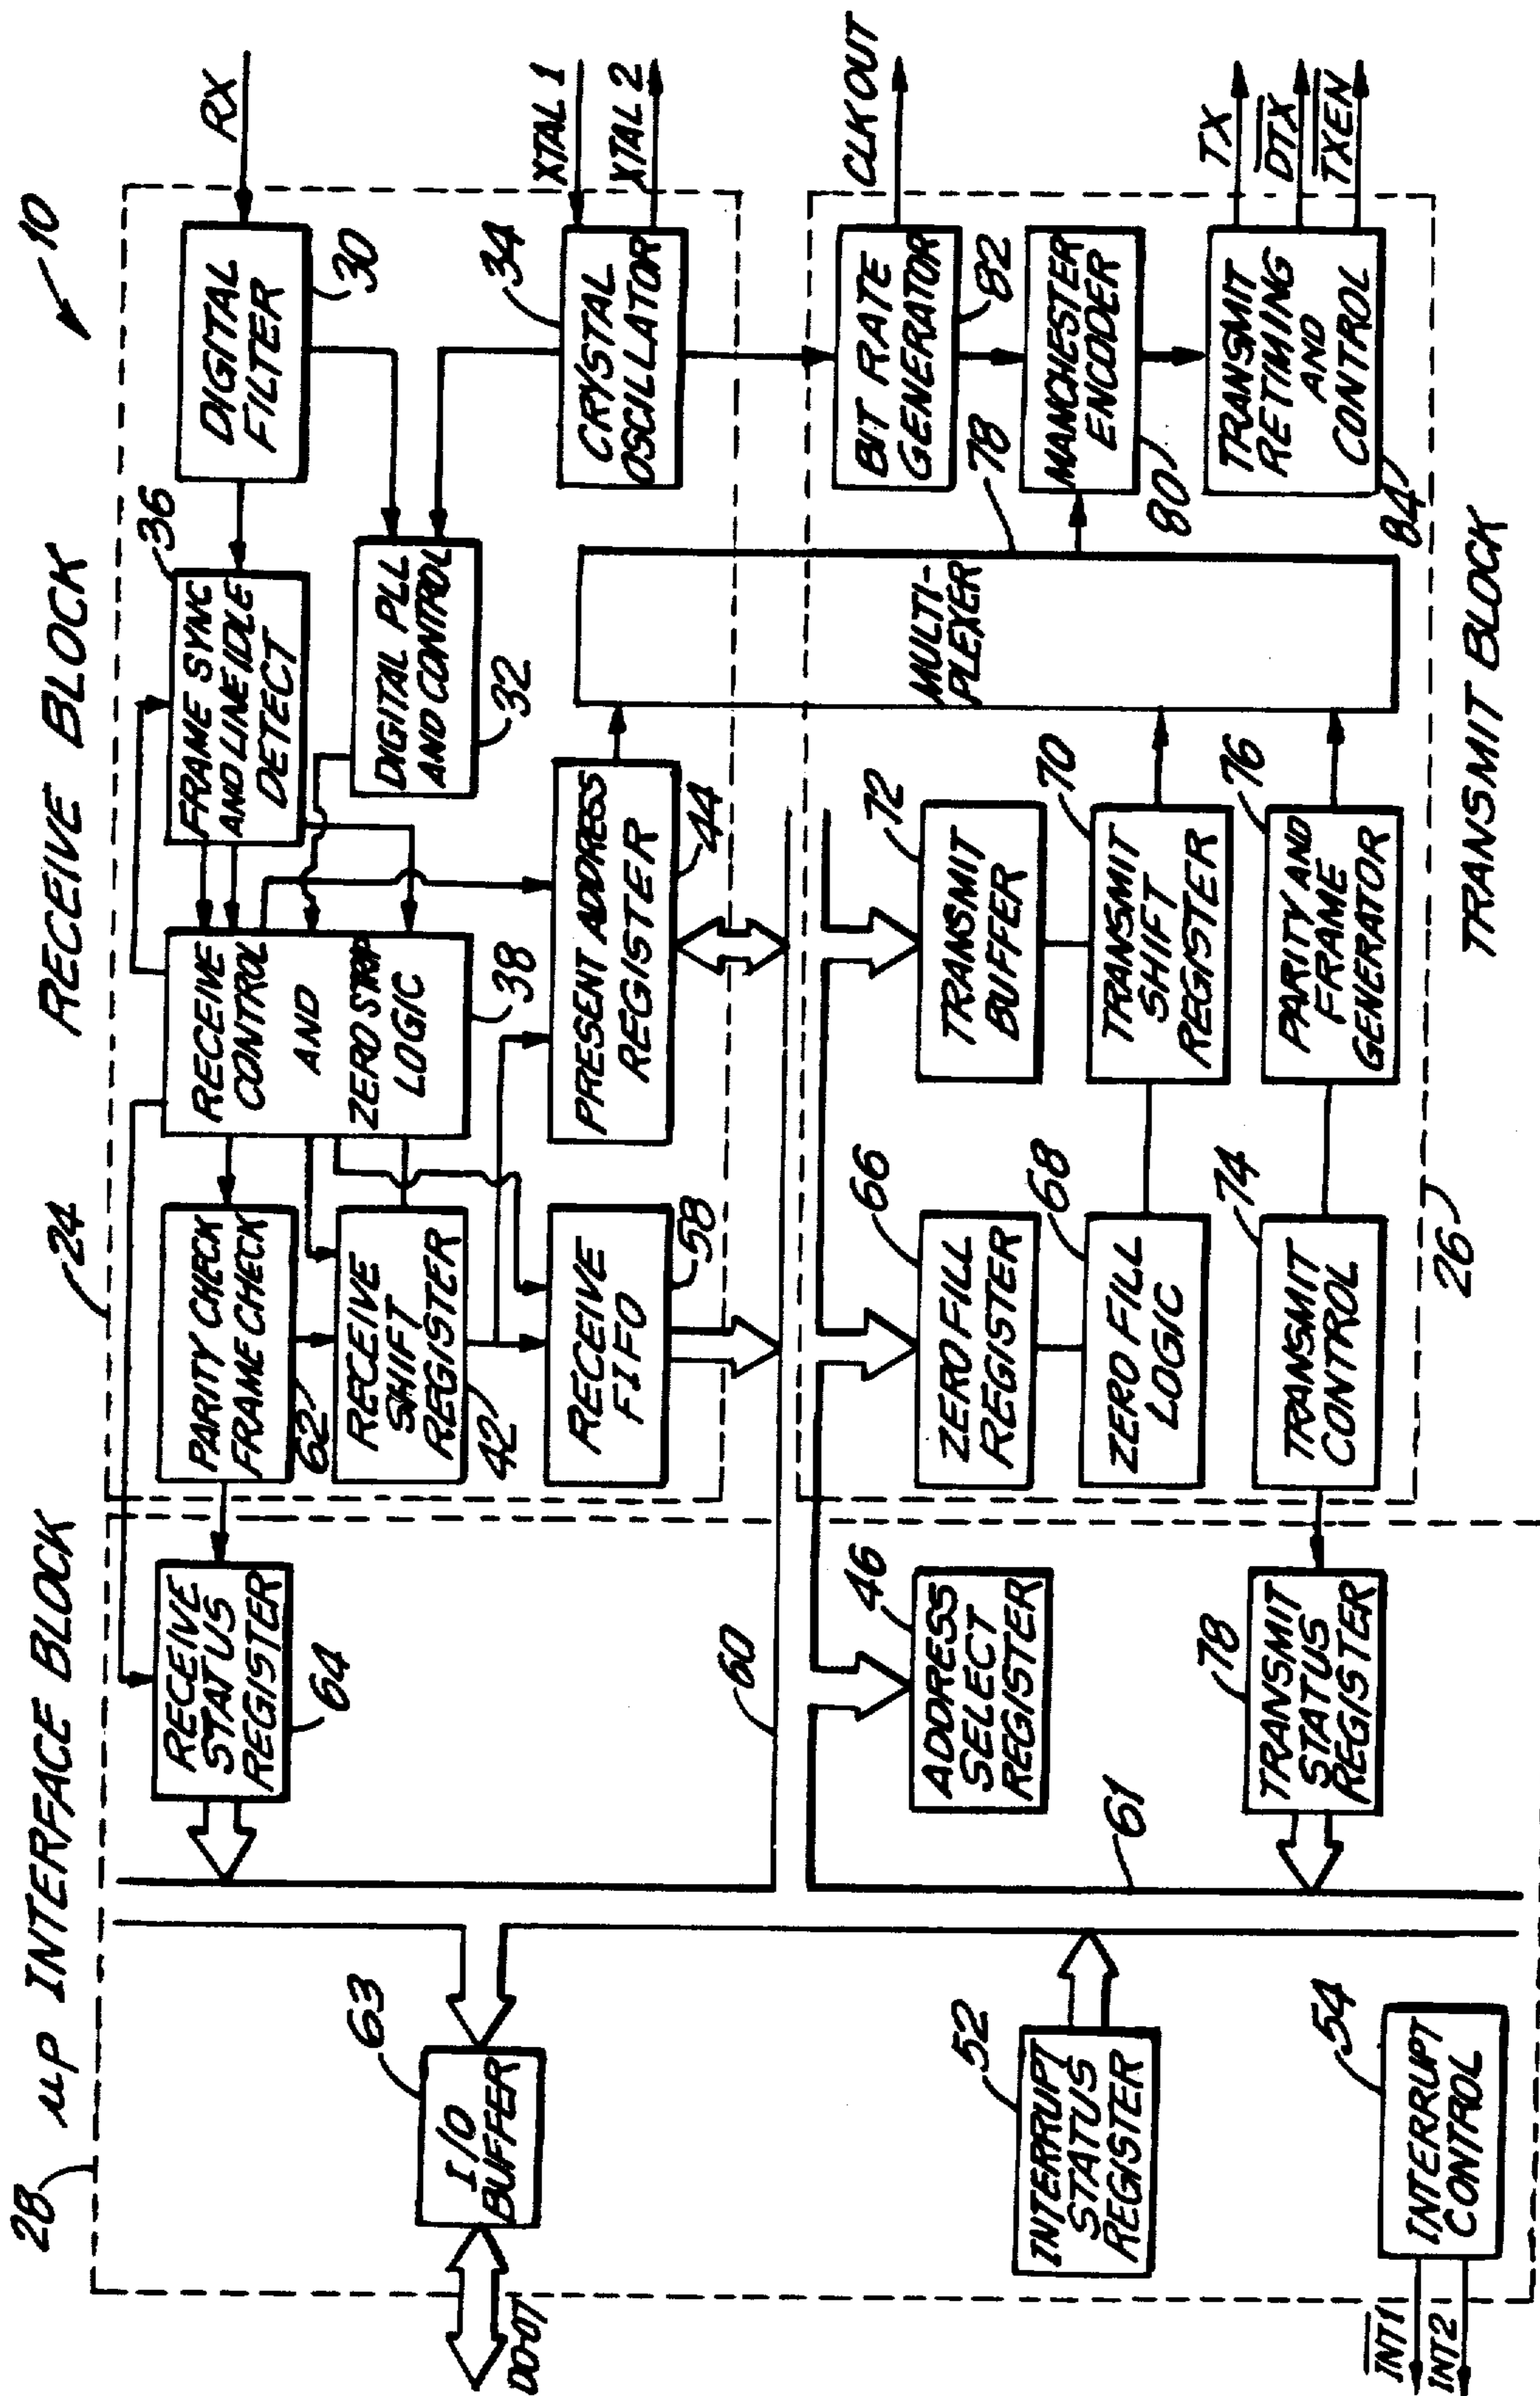 28
µP INTERFACE BLOCK
24
RECEIVE BLOCK
10
RECEIVE
STATUS
REGISTER
64
PARITY CHECK
FRAME CHECK
62
RECEIVE
CONTROL
AND
ZERO STRIP
LOGIC
38
FRAME SYNC
AND LINE IDLE
DETECT
36
DIGITAL
FILTER
30
RX
63
I/O
BUFFER
D0-D7
RECEIVE
SHIFT
REGISTER
42
DIGITAL PLL
AND CONTROL
32
34
CRYSTAL
OSCILLATOR
XTAL 1
XTAL 2
RECEIVE
FIFO
58
PRESENT ADDRESS
REGISTER
44
60
MULTI-
PLEXER
78
46
ADDRESS
SELECT
REGISTER
66
ZERO FILL
REGISTER
72
TRANSMIT
BUFFER
BIT RATE
GENERATOR
82
CLK OUT
61
68
ZERO FILL
LOGIC
70
TRANSMIT
SHIFT
REGISTER
MANCHESTER
ENCODER
80
52
INTERRUPT
STATUS
REGISTER
78
TRANSMIT
STATUS
REGISTER
74
TRANSMIT
CONTROL
76
PARITY AND
FRAME
GENERATOR
TRANSMIT
RETIMING
AND
CONTROL
84
TX
DTX
TXEN
54
INTERRUPT
CONTROL
INT1
INT2
26
TRANSMIT BLOCK